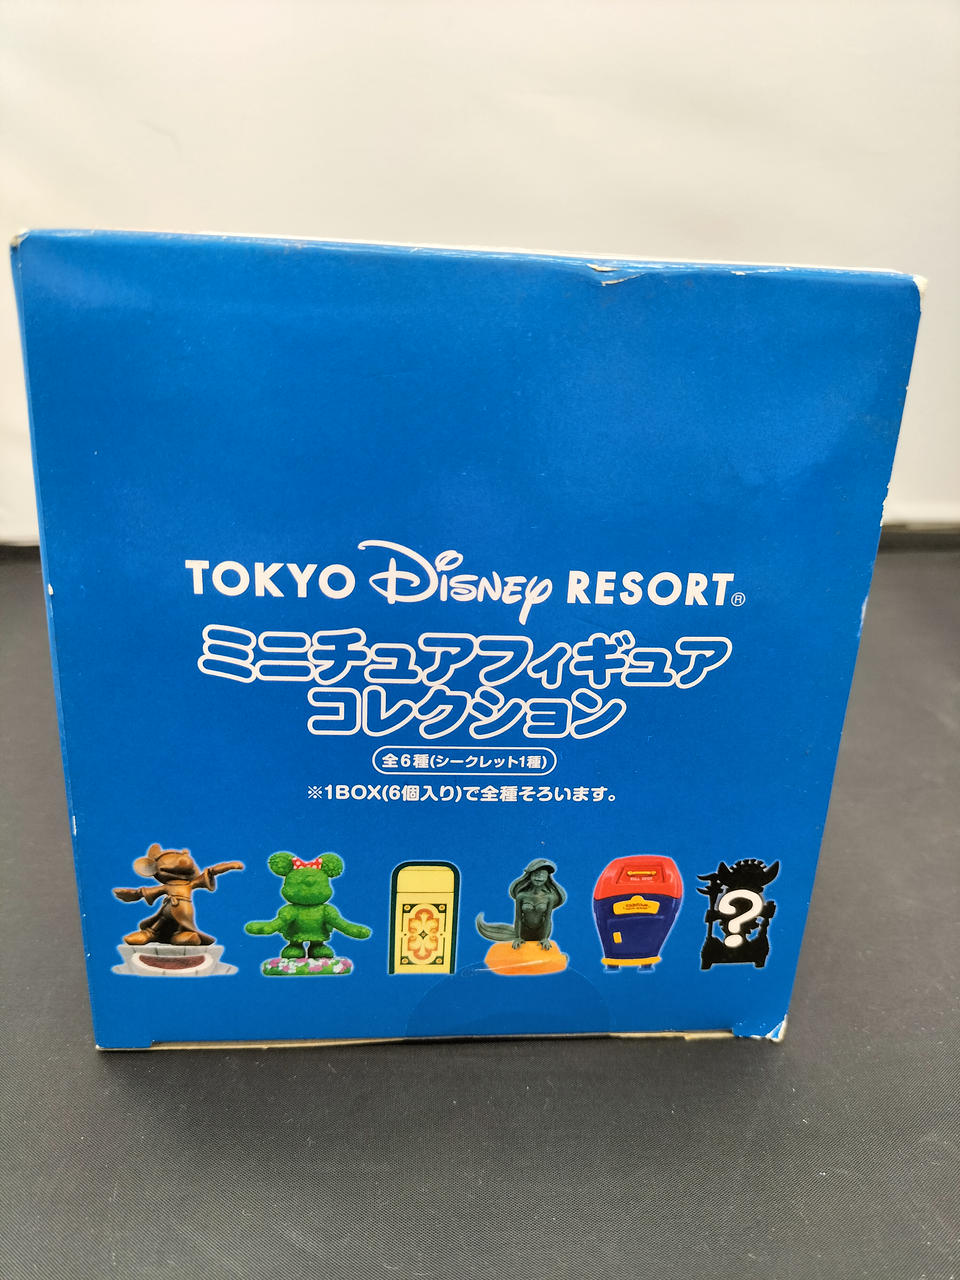 TOKYO Disney RESORT®
ミニチュアフィギュア
コレクション
全6種(シークレット1種)
※1BOX(6個入り)で全種そろいます。
?